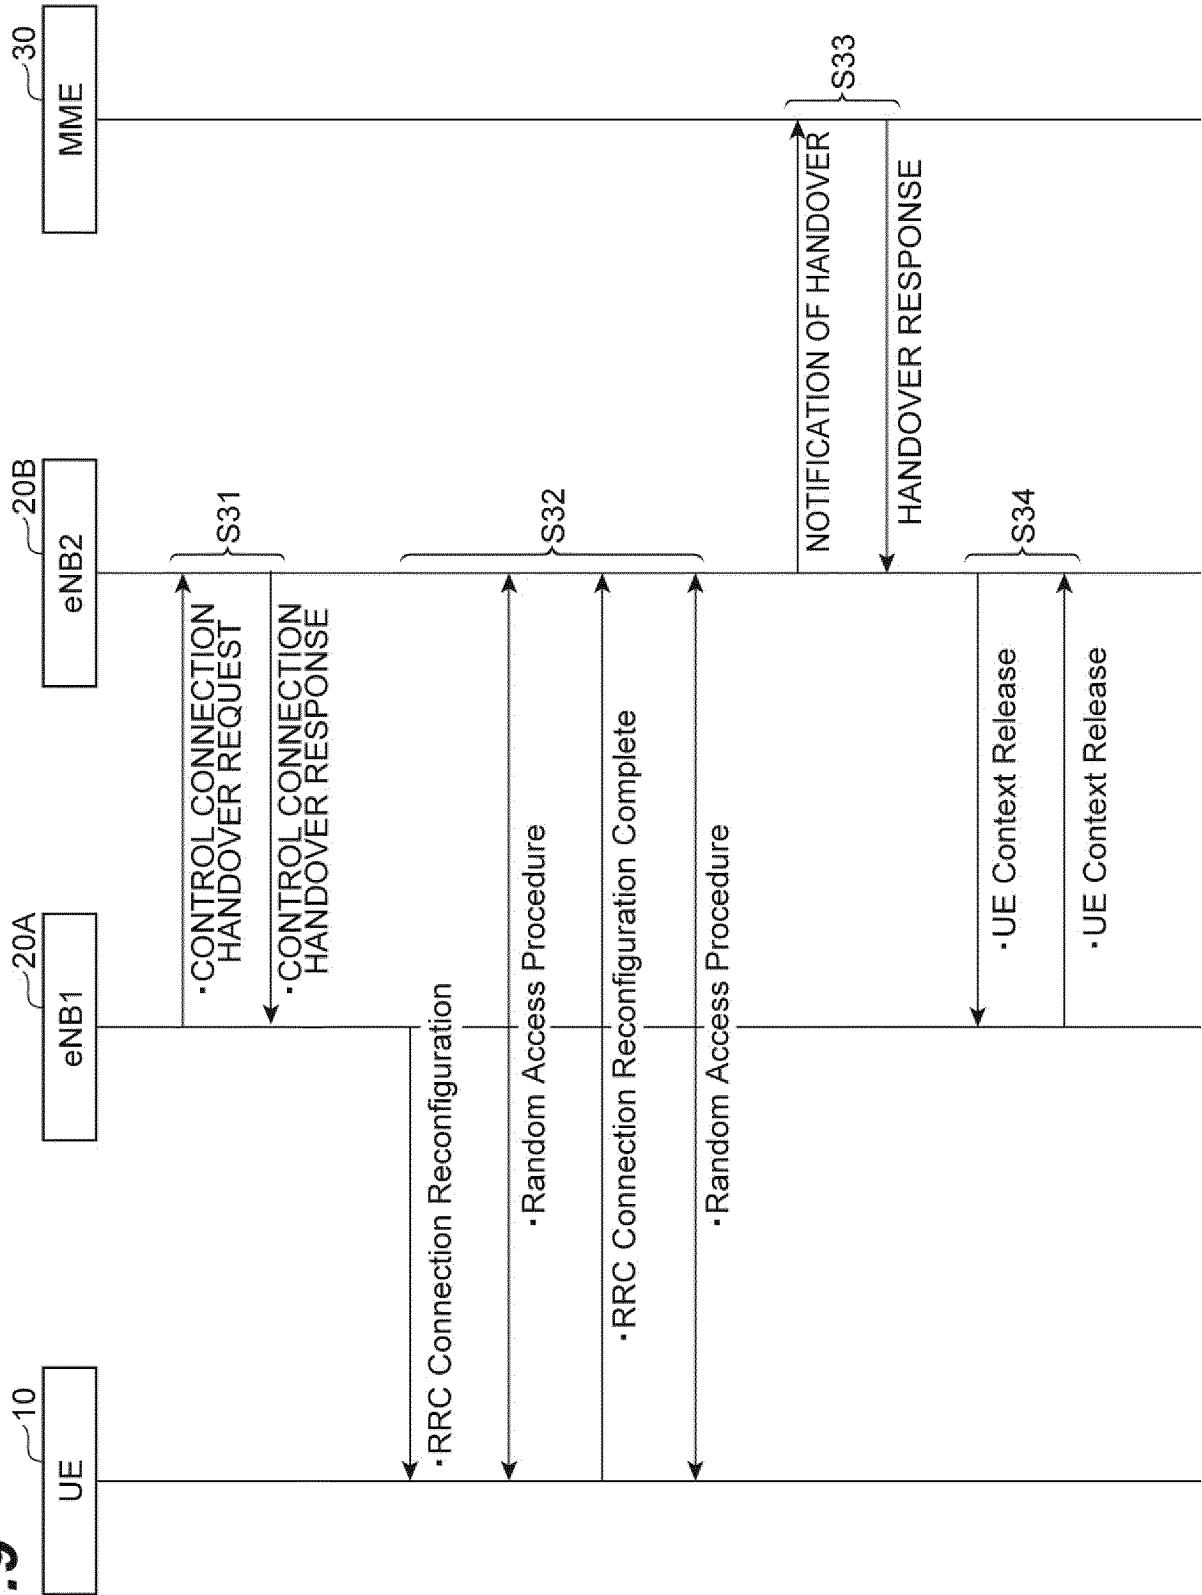 .9
10
20A
20B
30
UE
eNB1
eNB2
MME
・CONTROL CONNECTION
HANDOVER REQUEST
S31
・CONTROL CONNECTION
HANDOVER RESPONSE
・RRC Connection Reconfiguration
・Random Access Procedure
S32
・RRC Connection Reconfiguration Complete
・Random Access Procedure
NOTIFICATION OF HANDOVER
S33
HANDOVER RESPONSE
・UE Context Release
S34
・UE Context Release